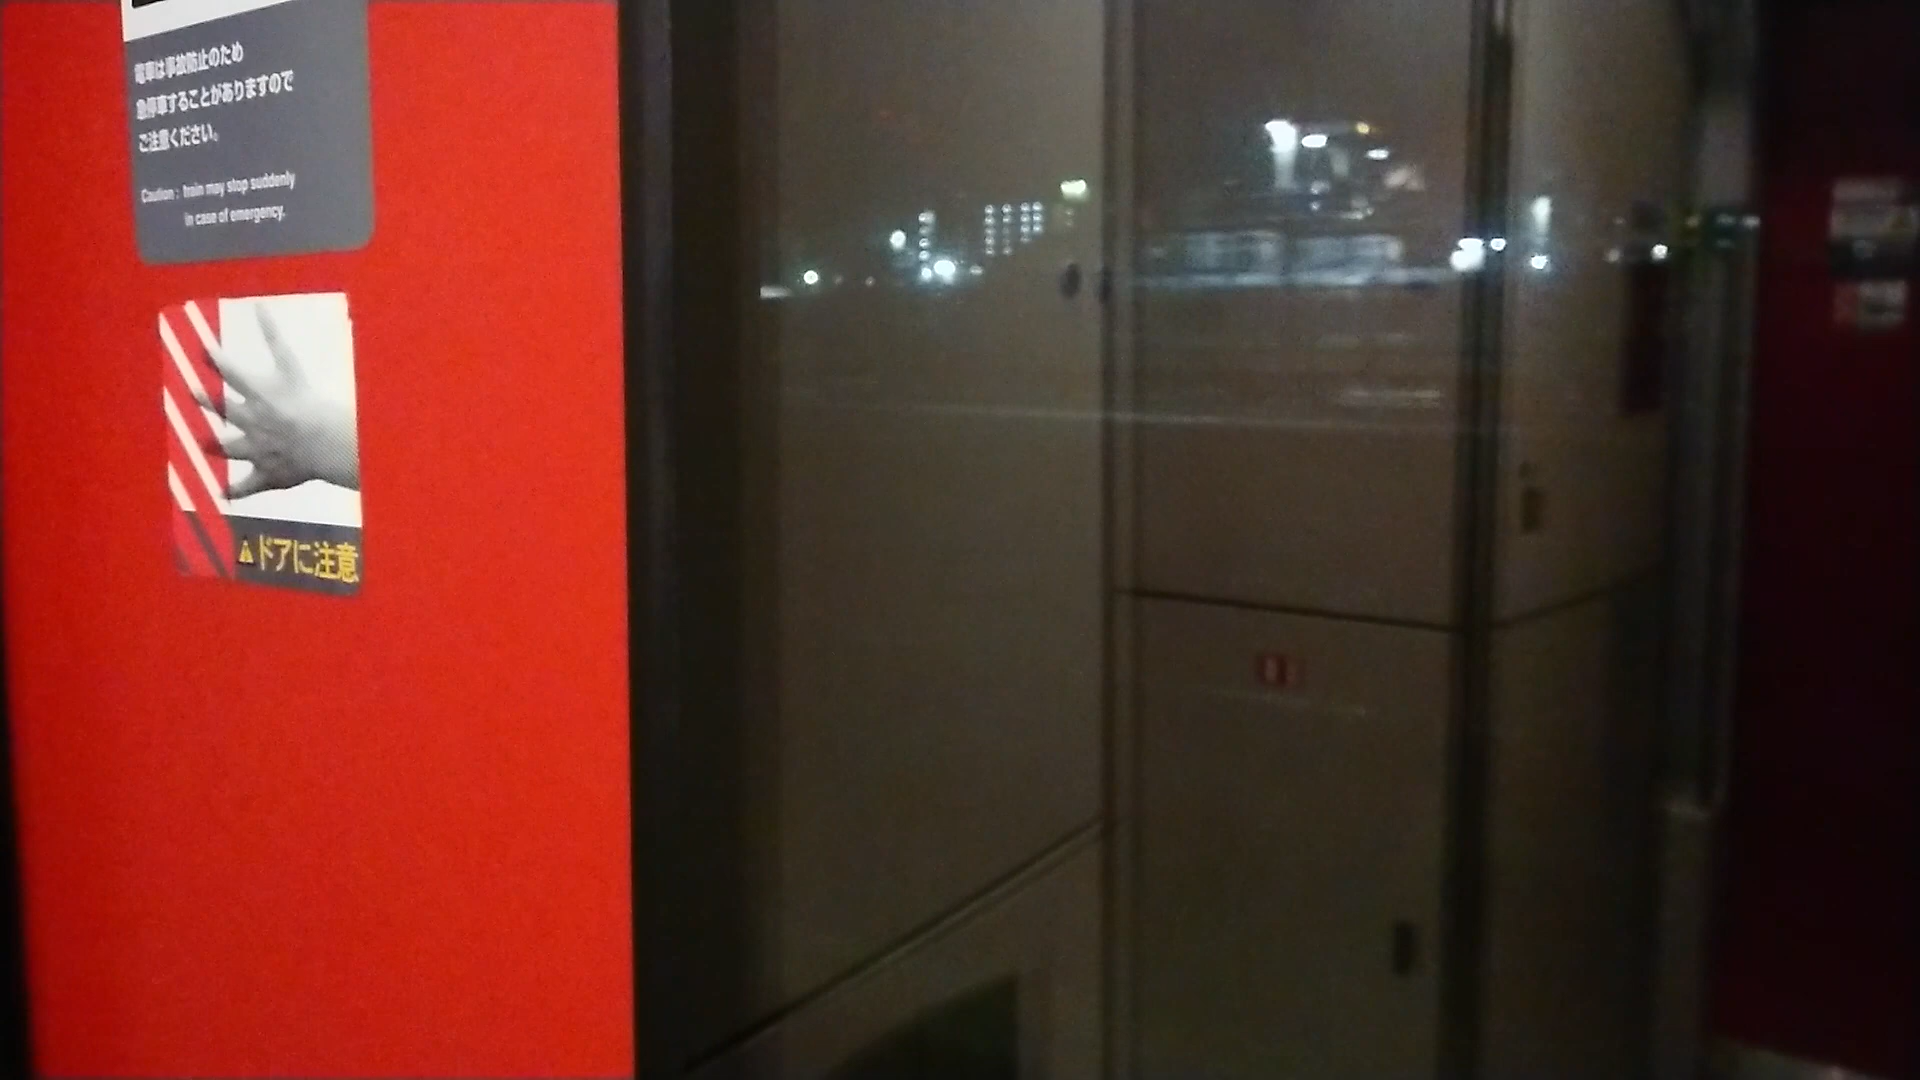 電車は事故防止のため
急停車することがありますので
ご注意ください。
Caution : train may stop suddenly
in case of emergency.
ドアに注意